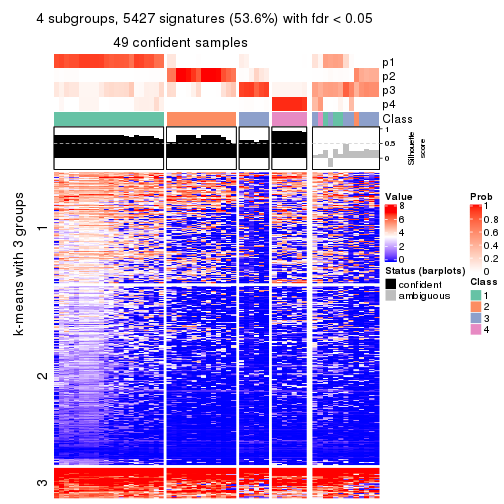 4 subgroups, 5427 signatures (53.6%) with fdr < 0.05
49 confident samples
p1
p2
p3
p4
Class
1
0.5
0
Silhouette
score
k-means with 3 groups
1
2
3
Value
8
6
4
2
0
Status (barplots)
confident
ambiguous
Prob
1
0.8
0.6
0.4
0.2
0
Class
1
2
3
4